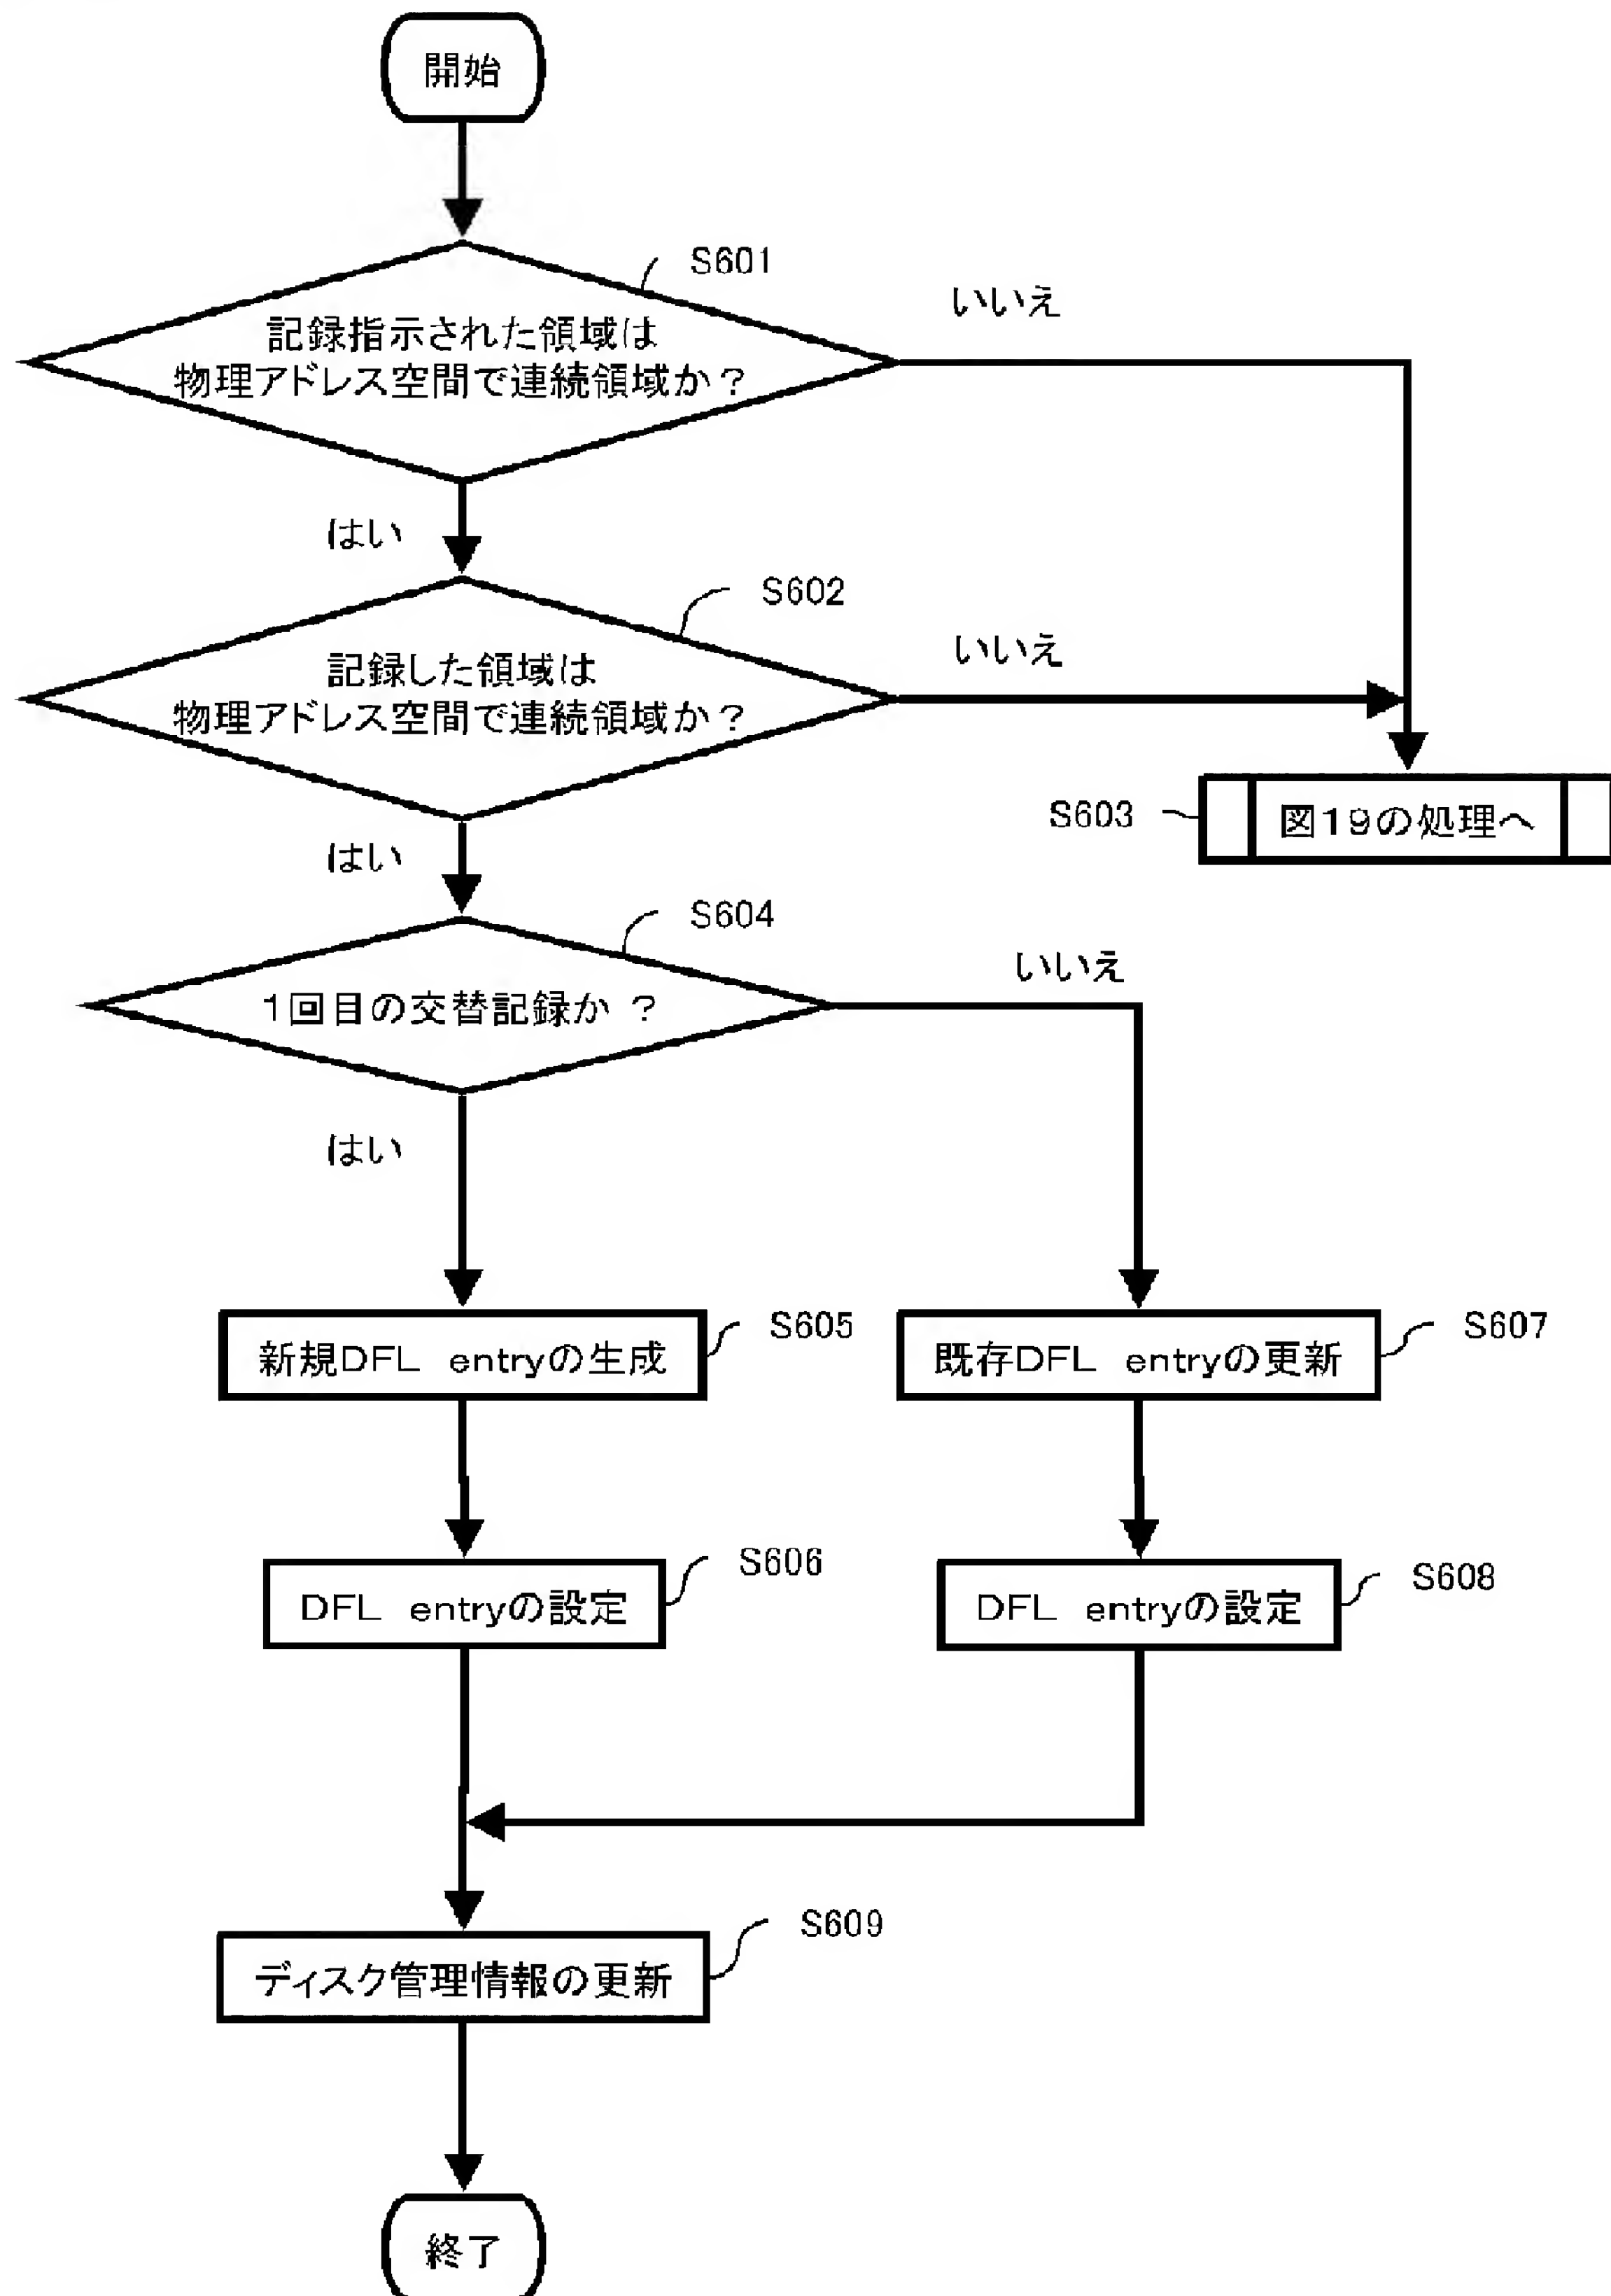 開始
S601
記録指示された領域は
物理アドレス空間で連続領域か？
いいえ
はい
S602
記録した領域は
物理アドレス空間で連続領域か？
いいえ
S603
図１９の処理へ
はい
S604
１回目の交替記録か ？
いいえ
はい
S605
新規DFL entryの生成
S607
既存DFL entryの更新
S606
DFL entryの設定
S608
DFL entryの設定
S609
ディスク管理情報の更新
終了